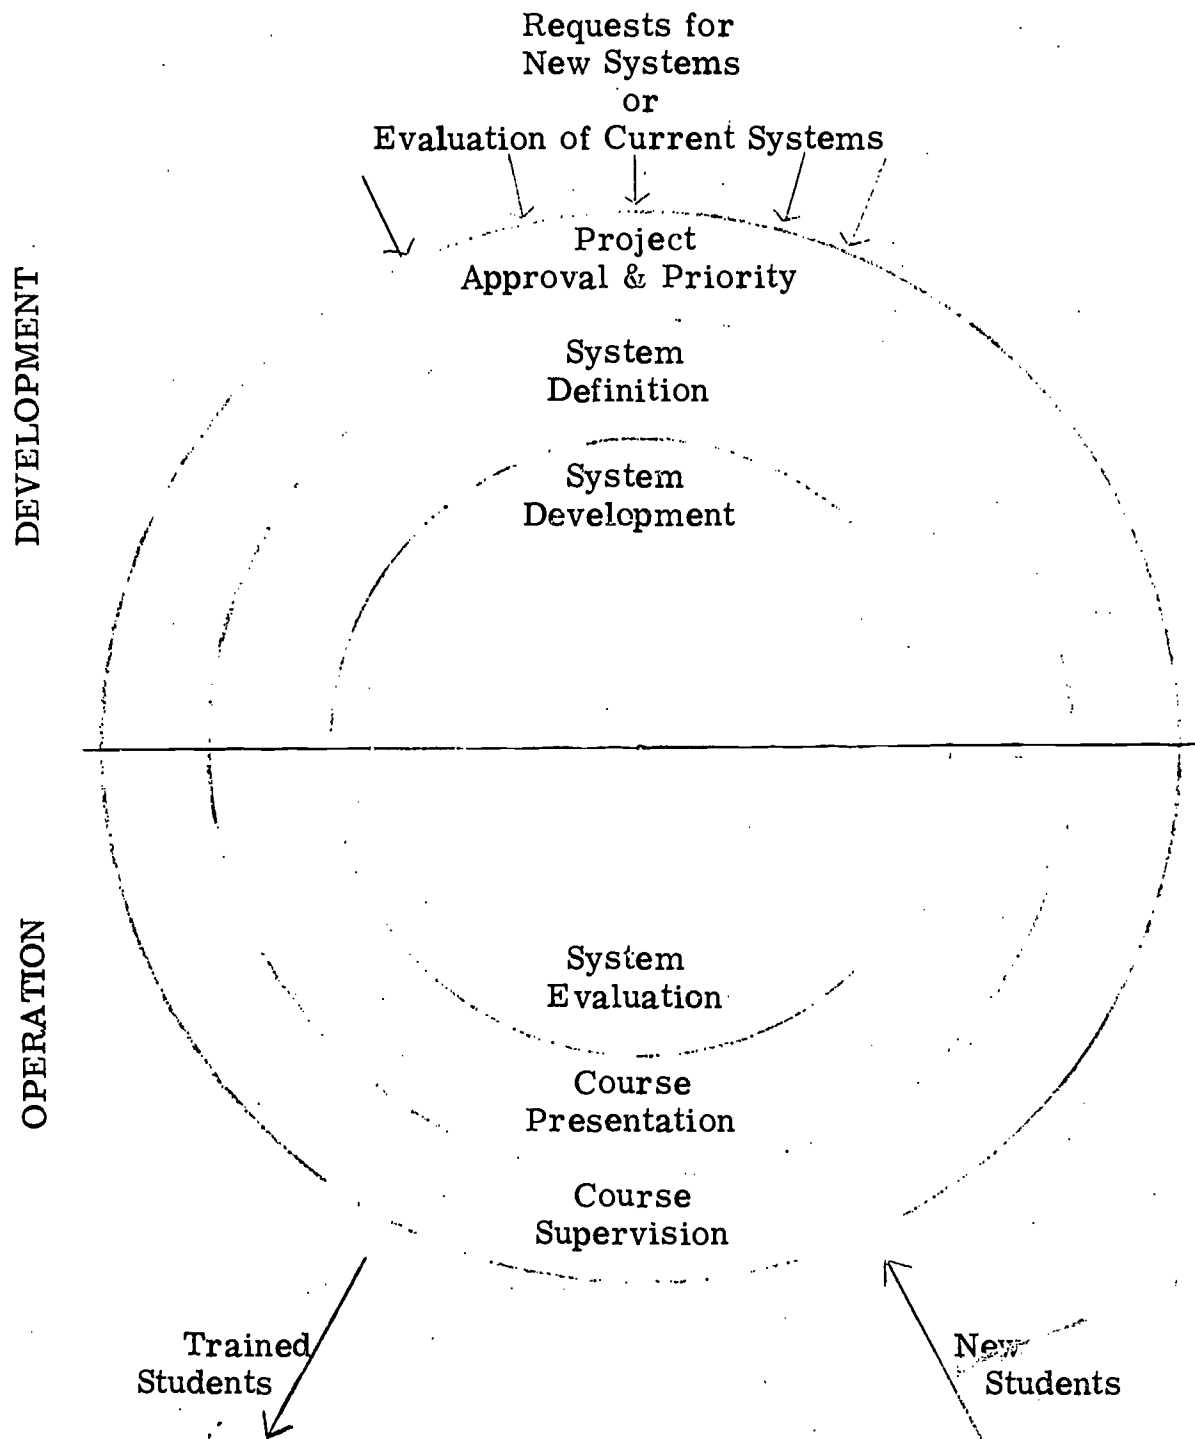 Requests for
New Systems
or
Evaluation of Current Systems
Project
Approval & Priority
DEVELOPMENT
System
Definition
System
Development
System
Evaluation
OPERATION
Course
Presentation
Course
Supervision
Trained
Students
New
Students